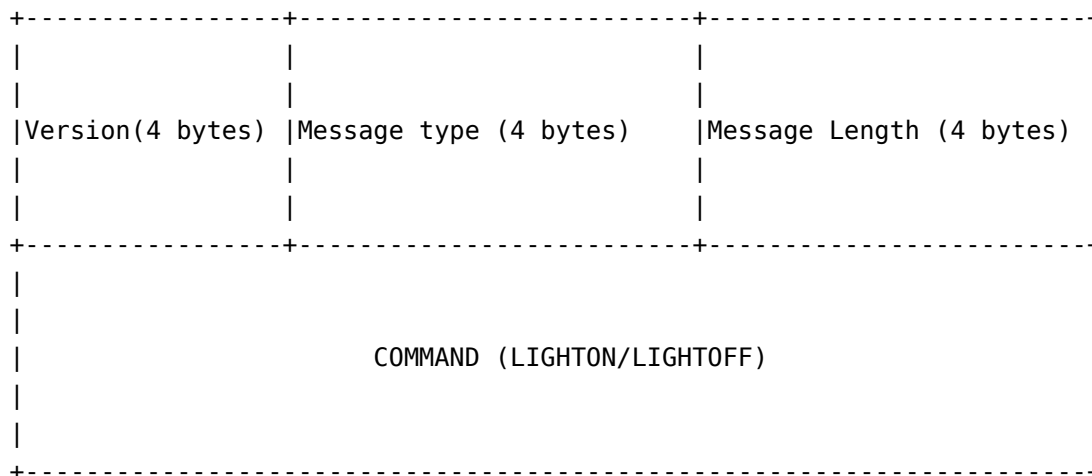 Version(4 bytes) Message type (4 bytes) Message Length (4 bytes)
COMMAND (LIGHTON/LIGHTOFF)